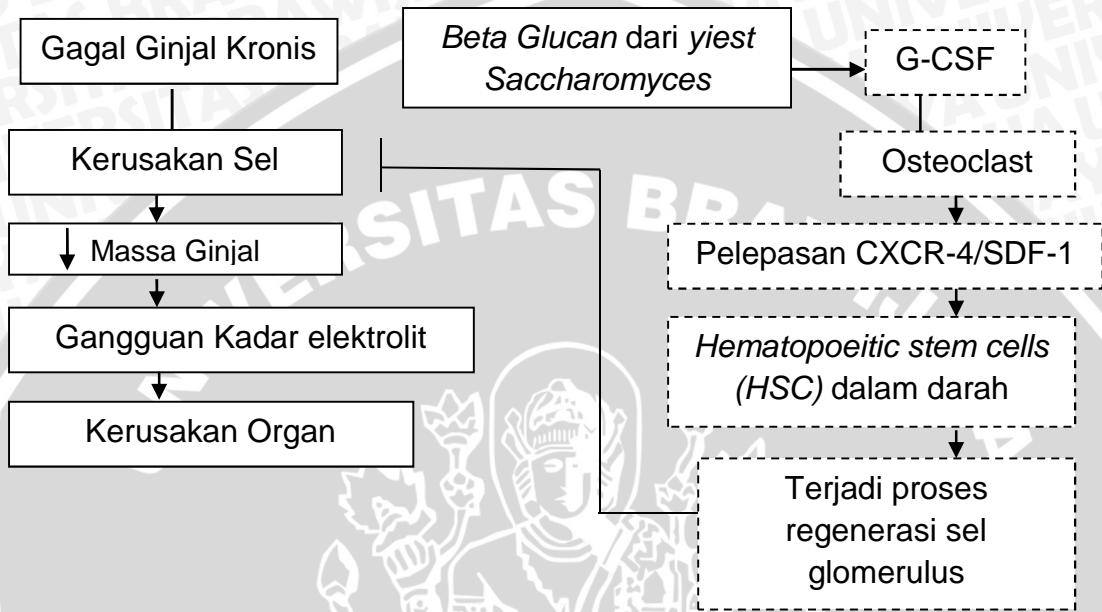 Gagal Ginjal Kronis
Kerusakan Sel
Massa Ginjal
Gangguan Kadar elektrolit
Kerusakan Organ
Beta Glucan dari yiest
Saccharomyces
G-CSF
Osteoclast
Pelepasan CXCR-4/SDF-1
Hematopoeitic stem cells
(HSC) dalam darah
Terjadi proses
regenerasi sel
glomerulus